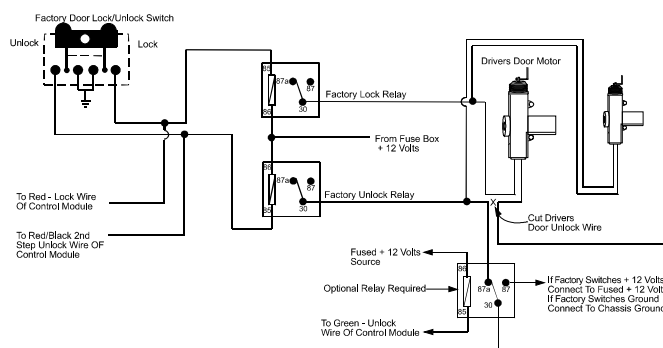 Factory Door Lock/Unlock Switch
Unlock
Lock
85
87a
87
86
30
Factory Lock Relay
Drivers Door Motor
From Fuse Box
+ 12 Volts
86
87a
87
85
30
Factory Unlock Relay
To Red - Lock Wire
Of Control Module
To Red/Black 2nd
Step Unlock Wire OF
Control Module
X
Cut Drivers
Door Unlock Wire
Fused + 12 Volts
Source
86
87a
87
Optional Relay Required
30
85
To Green - Unlock
Wire Of Control Module
If Factory Switches + 12 Volt
Connect To Fused + 12 Volt
If Factory Switches Ground
Connect To Chassis Ground